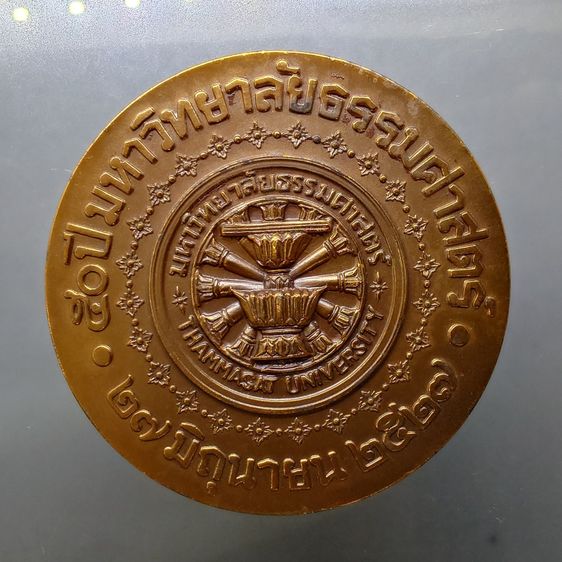 ๕๐ ปี มหาวิทยาลัยธรรมศาสตร์
๒๗ มิถุนายน ๒๕๒๗
มหาวิทยาลัยธรรมศาสตร์
THAMMASAT UNIVERSITY